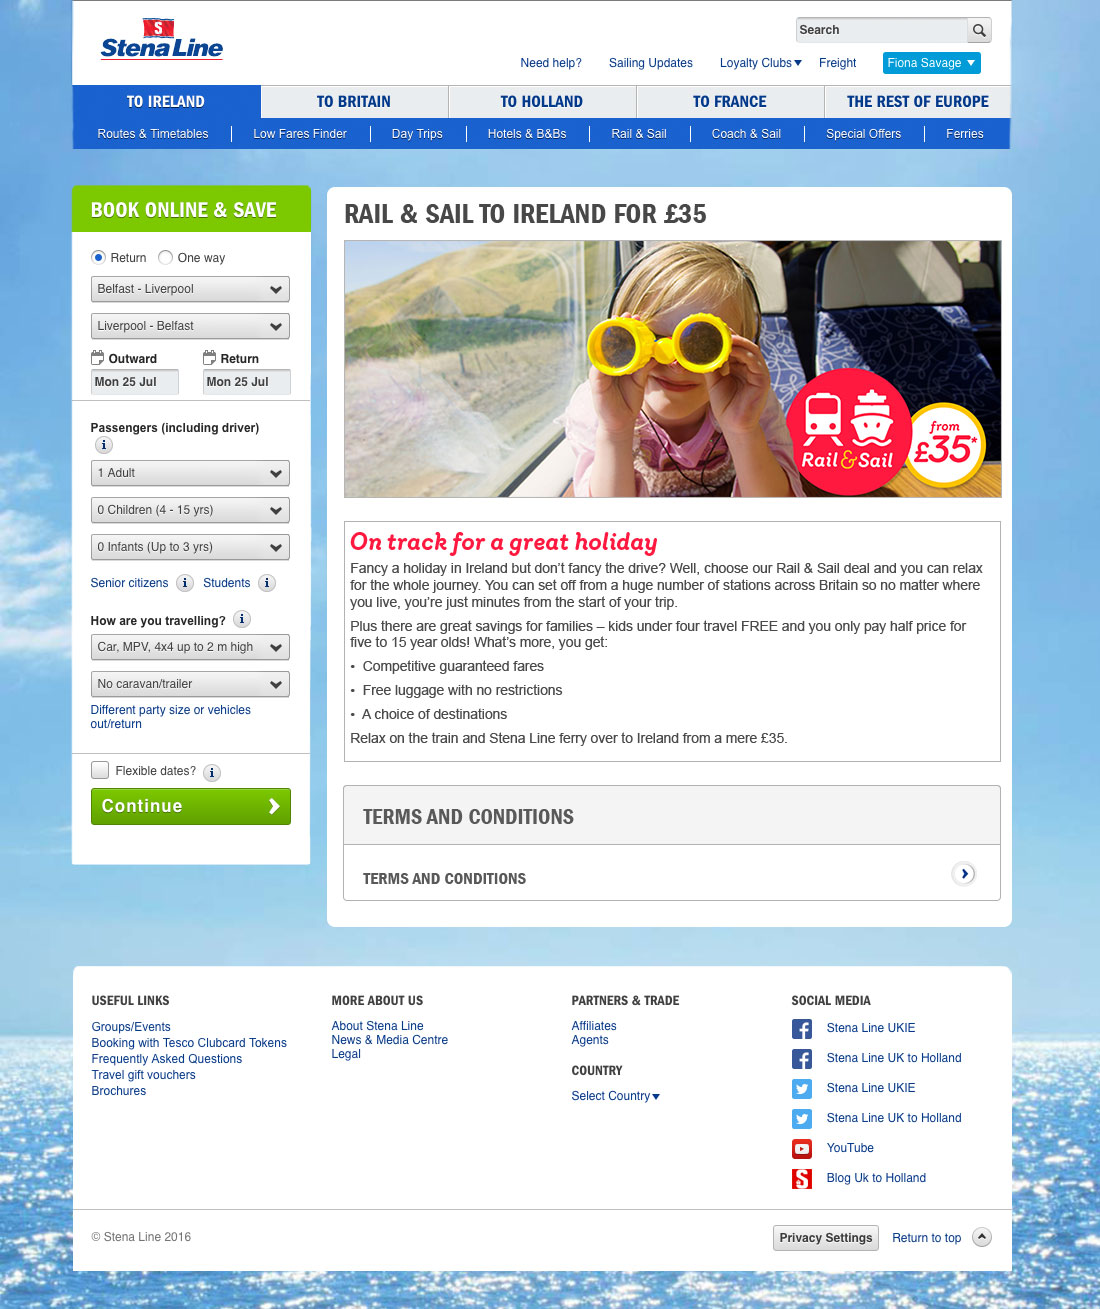 S
Stena Line
Search
Need help?
Sailing Updates
Loyalty Clubs
Freight
Fiona Savage
TO IRELAND
TO BRITAIN
TO HOLLAND
TO FRANCE
THE REST OF EUROPE
Routes & Timetables
Low Fares Finder
Day Trips
Hotels & B&Bs
Rail & Sail
Coach & Sail
Special Offers
Ferries
BOOK ONLINE & SAVE
Return
One way
Belfast - Liverpool
Liverpool - Belfast
Outward
Return
Mon 25 Jul
Mon 25 Jul
Passengers (including driver)
i
1 Adult
0 Children (4 - 15 yrs)
0 Infants (Up to 3 yrs)
Senior citizens i
Students i
How are you travelling? i
Car, MPV, 4x4 up to 2 m high
No caravan/trailer
Different party size or vehicles
out/return
Flexible dates? i
Continue
RAIL & SAIL TO IRELAND FOR £35
Rail & Sail
from
£35*
On track for a great holiday
Fancy a holiday in Ireland but don’t fancy the drive? Well, choose our Rail & Sail deal and you can relax
for the whole journey. You can set off from a huge number of stations across Britain so no matter where
you live, you’re just minutes from the start of your trip.
Plus there are great savings for families – kids under four travel FREE and you only pay half price for
five to 15 year olds! What’s more, you get:
• Competitive guaranteed fares
• Free luggage with no restrictions
• A choice of destinations
Relax on the train and Stena Line ferry over to Ireland from a mere £35.
TERMS AND CONDITIONS
TERMS AND CONDITIONS
USEFUL LINKS
Groups/Events
Booking with Tesco Clubcard Tokens
Frequently Asked Questions
Travel gift vouchers
Brochures
MORE ABOUT US
About Stena Line
News & Media Centre
Legal
PARTNERS & TRADE
Affiliates
Agents
COUNTRY
Select Country
SOCIAL MEDIA
Stena Line UKIE
Stena Line UK to Holland
Stena Line UKIE
Stena Line UK to Holland
YouTube
S Blog Uk to Holland
© Stena Line 2016
Privacy Settings
Return to top